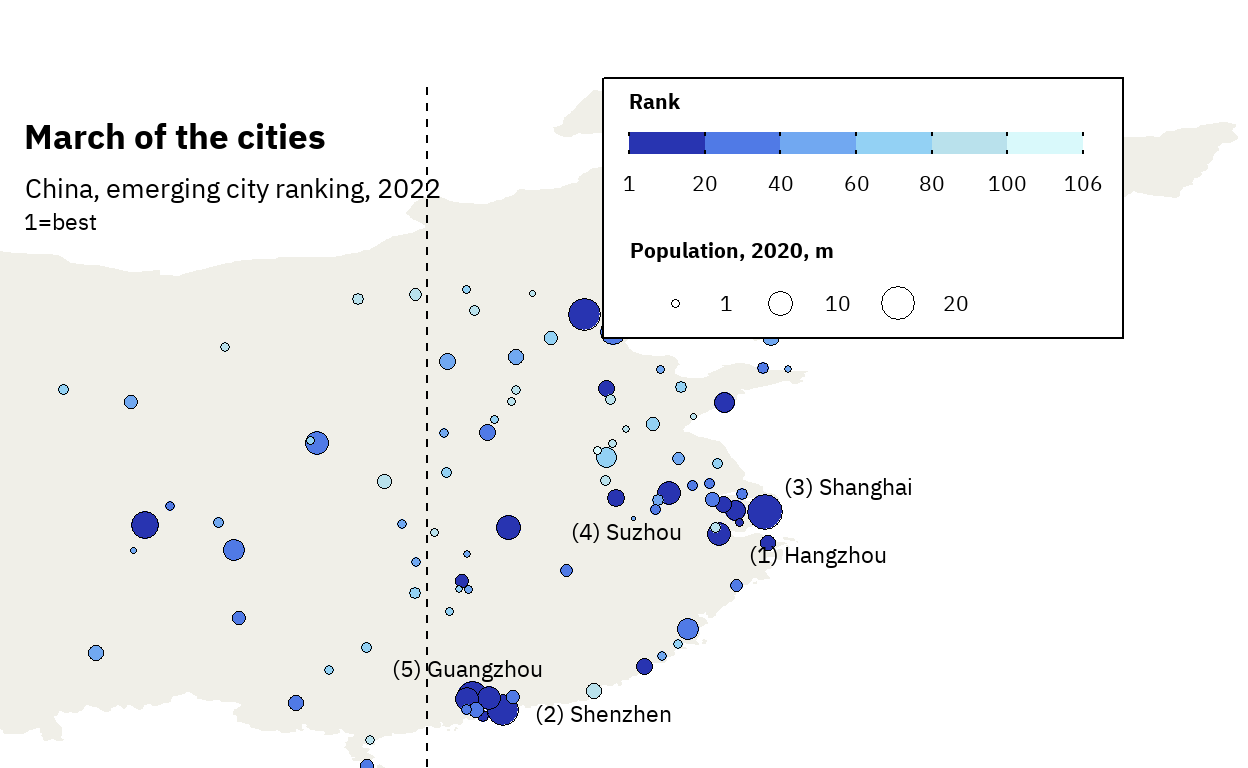 March of the cities
China, emerging city ranking, 2022
1=best
Rank
1 20 40 60 80 100 106
Population, 2020, m
1 10 20
(3) Shanghai
(4) Suzhou
(1) Hangzhou
(5) Guangzhou
(2) Shenzhen